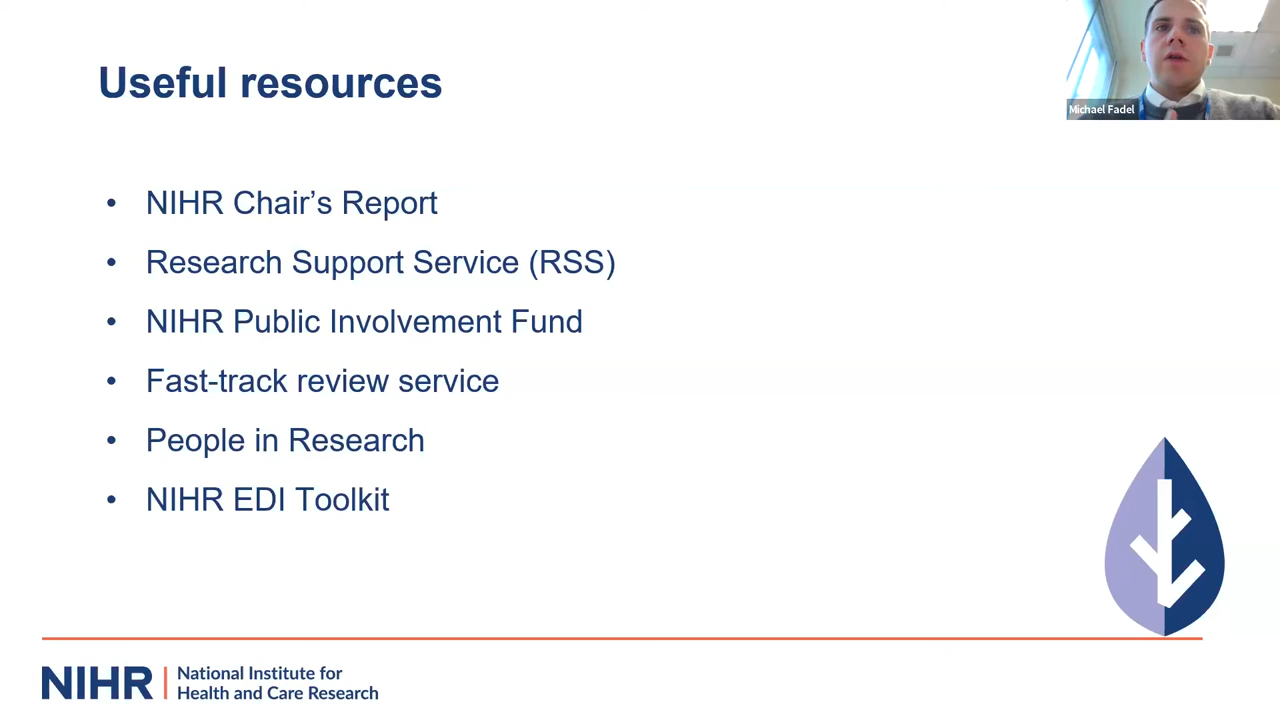 Useful resources
Michael Fadel
• NIHR Chair’s Report
• Research Support Service (RSS)
• NIHR Public Involvement Fund
• Fast-track review service
• People in Research
• NIHR EDI Toolkit
NIHR | National Institute for
Health and Care Research